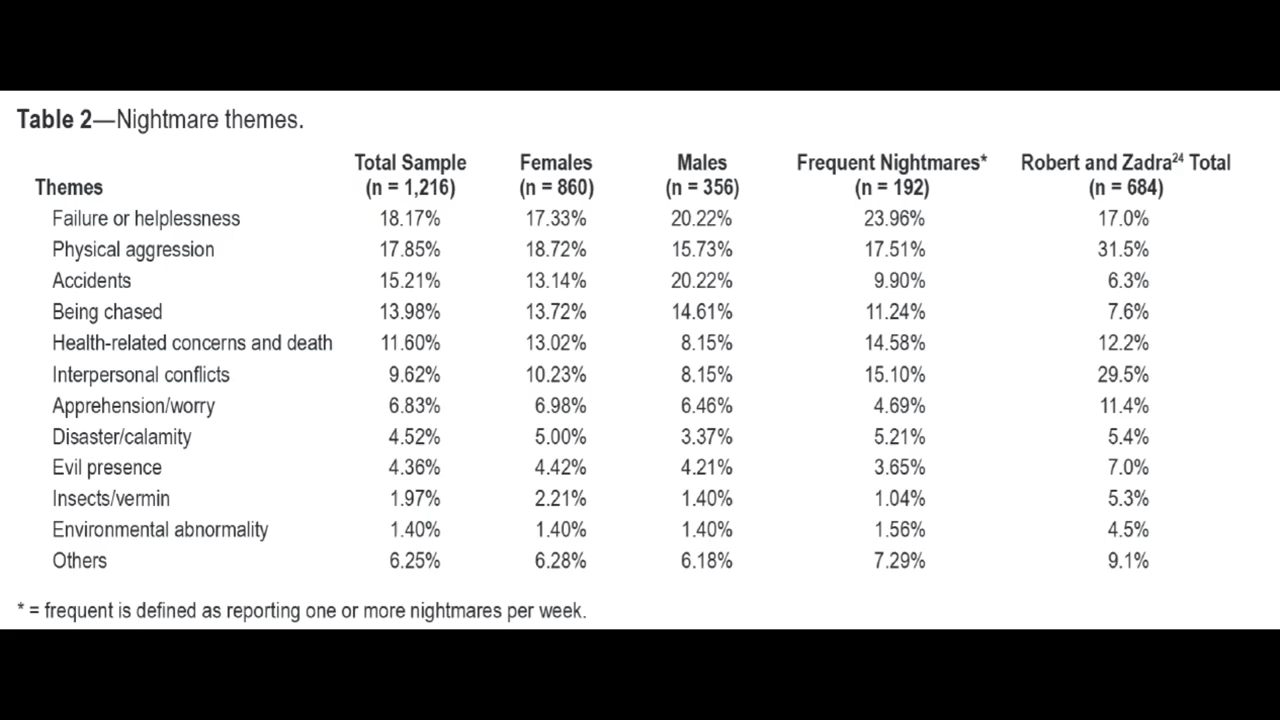 Table 2—Nightmare themes.
Total Sample Females Males Frequent Nightmares* Robert and Zadra24 Total
Themes (n = 1,216) (n = 860) (n = 356) (n = 192) (n = 684)
Failure or helplessness 18.17% 17.33% 20.22% 23.96% 17.0%
Physical aggression 17.85% 18.72% 15.73% 17.51% 31.5%
Accidents 15.21% 13.14% 20.22% 9.90% 6.3%
Being chased 13.98% 13.72% 14.61% 11.24% 7.6%
Health-related concerns and death 11.60% 13.02% 8.15% 14.58% 12.2%
Interpersonal conflicts 9.62% 10.23% 8.15% 15.10% 29.5%
Apprehension/worry 6.83% 6.98% 6.46% 4.69% 11.4%
Disaster/calamity 4.52% 5.00% 3.37% 5.21% 5.4%
Evil presence 4.36% 4.42% 4.21% 3.65% 7.0%
Insects/vermin 1.97% 2.21% 1.40% 1.04% 5.3%
Environmental abnormality 1.40% 1.40% 1.40% 1.56% 4.5%
Others 6.25% 6.28% 6.18% 7.29% 9.1%
* = frequent is defined as reporting one or more nightmares per week.